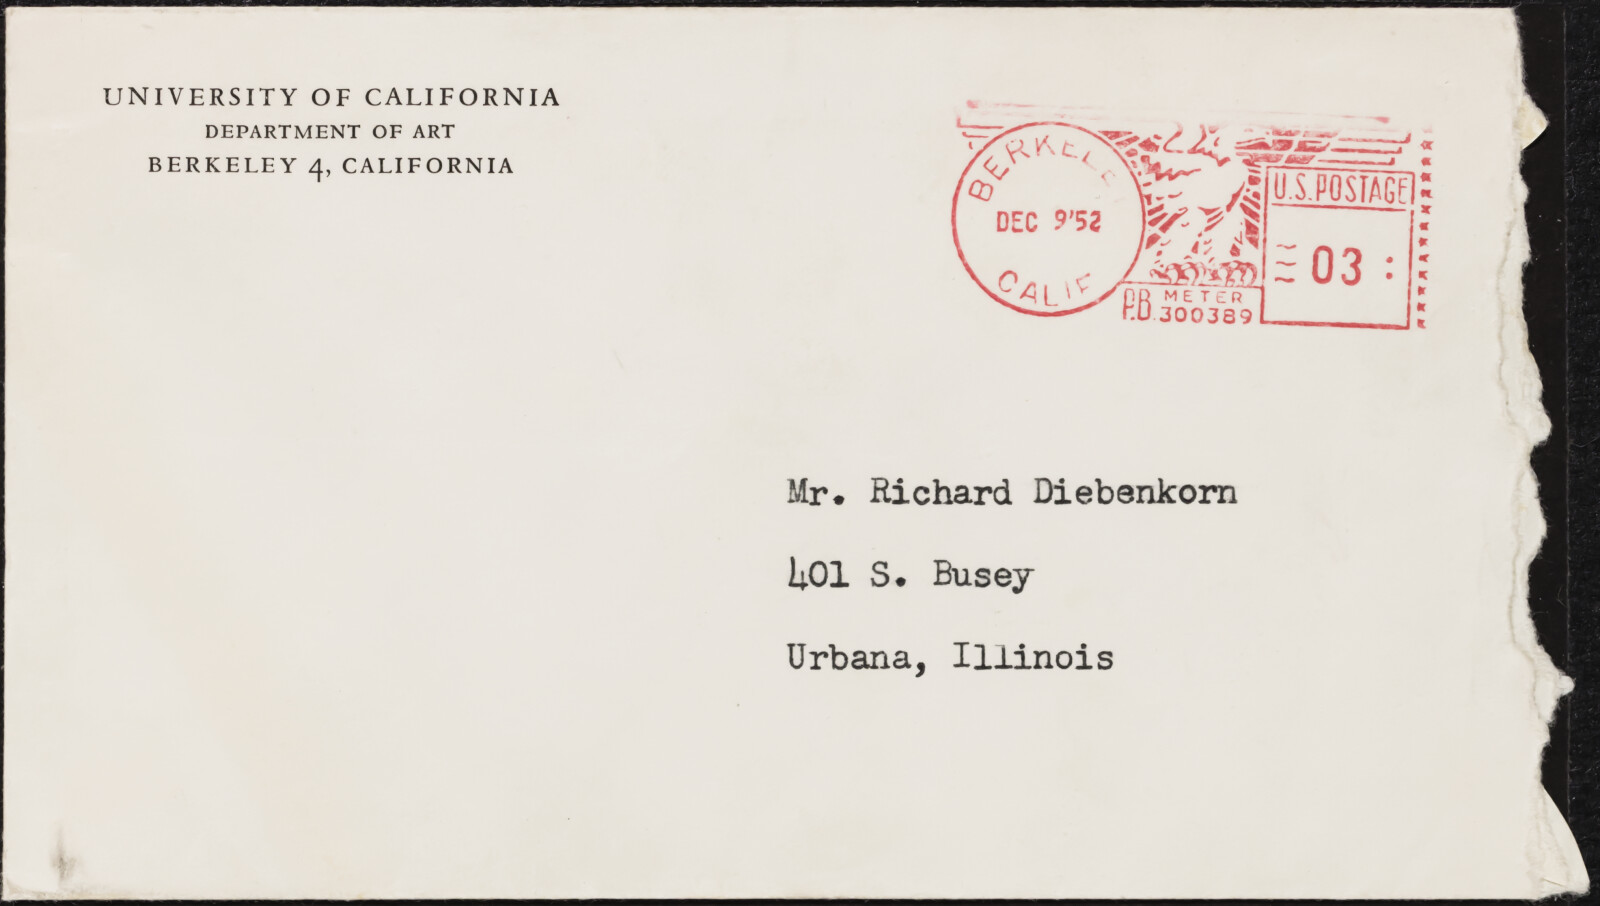 UNIVERSITY OF CALIFORNIA
DEPARTMENT OF ART
BERKELEY 4, CALIFORNIA
BERKELE
DEC 9'52
CALIF
P.B. METER
300389
U.S. POSTAGE
03
Mr. Richard Diebenkorn
401 S. Busey
Urbana, Illinois